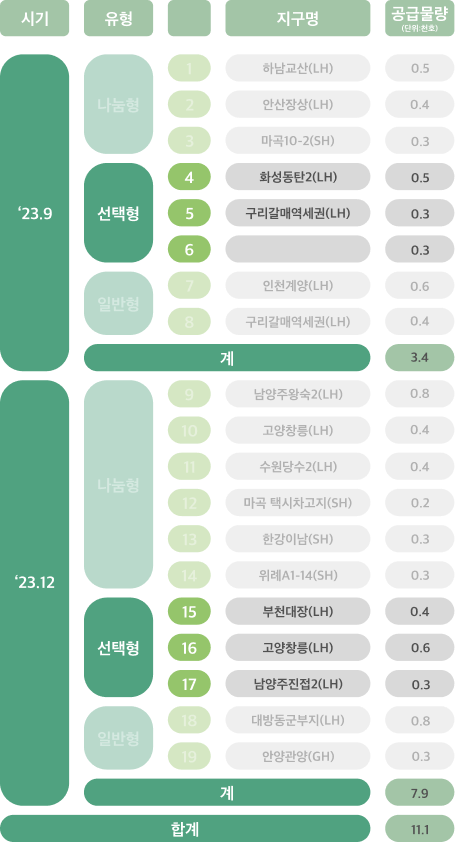 시기 유형 지구명 공급물량
(단위:천호)
‘23.9
나눔형
1 하남교산(LH) 0.5
2 안산장상(LH) 0.4
3 마곡10-2(SH) 0.3
선택형
4 화성동탄2(LH) 0.5
5 구리갈매역세권(LH) 0.3
6 0.3
일반형
7 인천계양(LH) 0.6
8 구리갈매역세권(LH) 0.4
계 3.4
‘23.12
나눔형
9 남양주왕숙2(LH) 0.8
10 고양창릉(LH) 0.4
11 수원당수2(LH) 0.4
12 마곡 택시차고지(SH) 0.2
13 한강이남(SH) 0.3
14 위례A1-14(SH) 0.3
선택형
15 부천대장(LH) 0.4
16 고양창릉(LH) 0.6
17 남양주진접2(LH) 0.3
일반형
18 대방동군부지(LH) 0.8
19 안양관양(GH) 0.3
계 7.9
합계 11.1